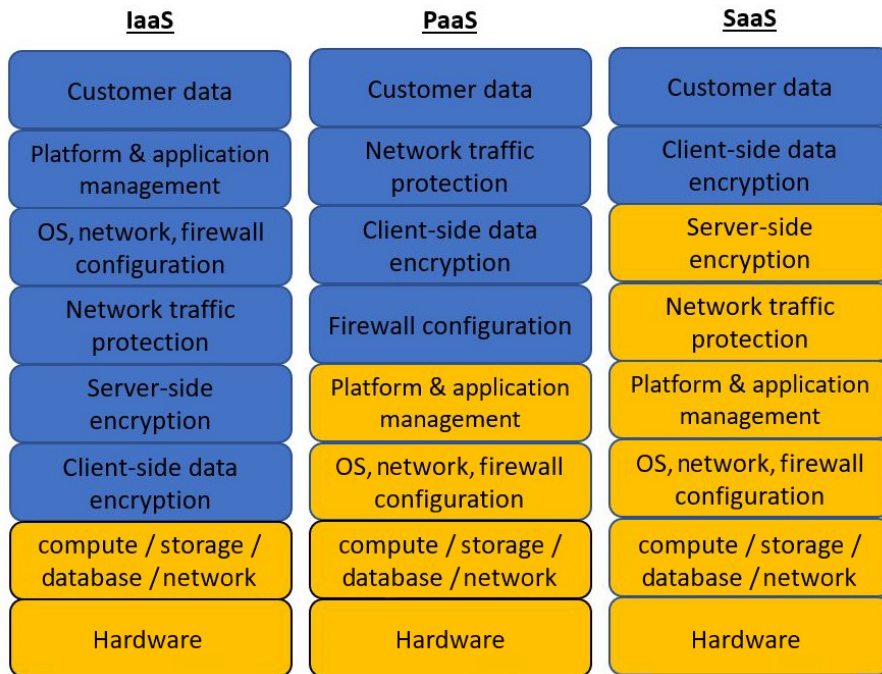 IaaS
Customer data
Platform & application
management
OS, network, firewall
configuration
Network traffic
protection
Server-side
encryption
Client-side data
encryption
compute / storage /
database / network
Hardware
PaaS
Customer data
Network traffic
protection
Client-side data
encryption
Firewall configuration
Platform & application
management
OS, network, firewall
configuration
compute / storage /
database / network
Hardware
SaaS
Customer data
Client-side data
encryption
Server-side
encryption
Network traffic
protection
Platform & application
management
OS, network, firewall
configuration
compute / storage /
database / network
Hardware